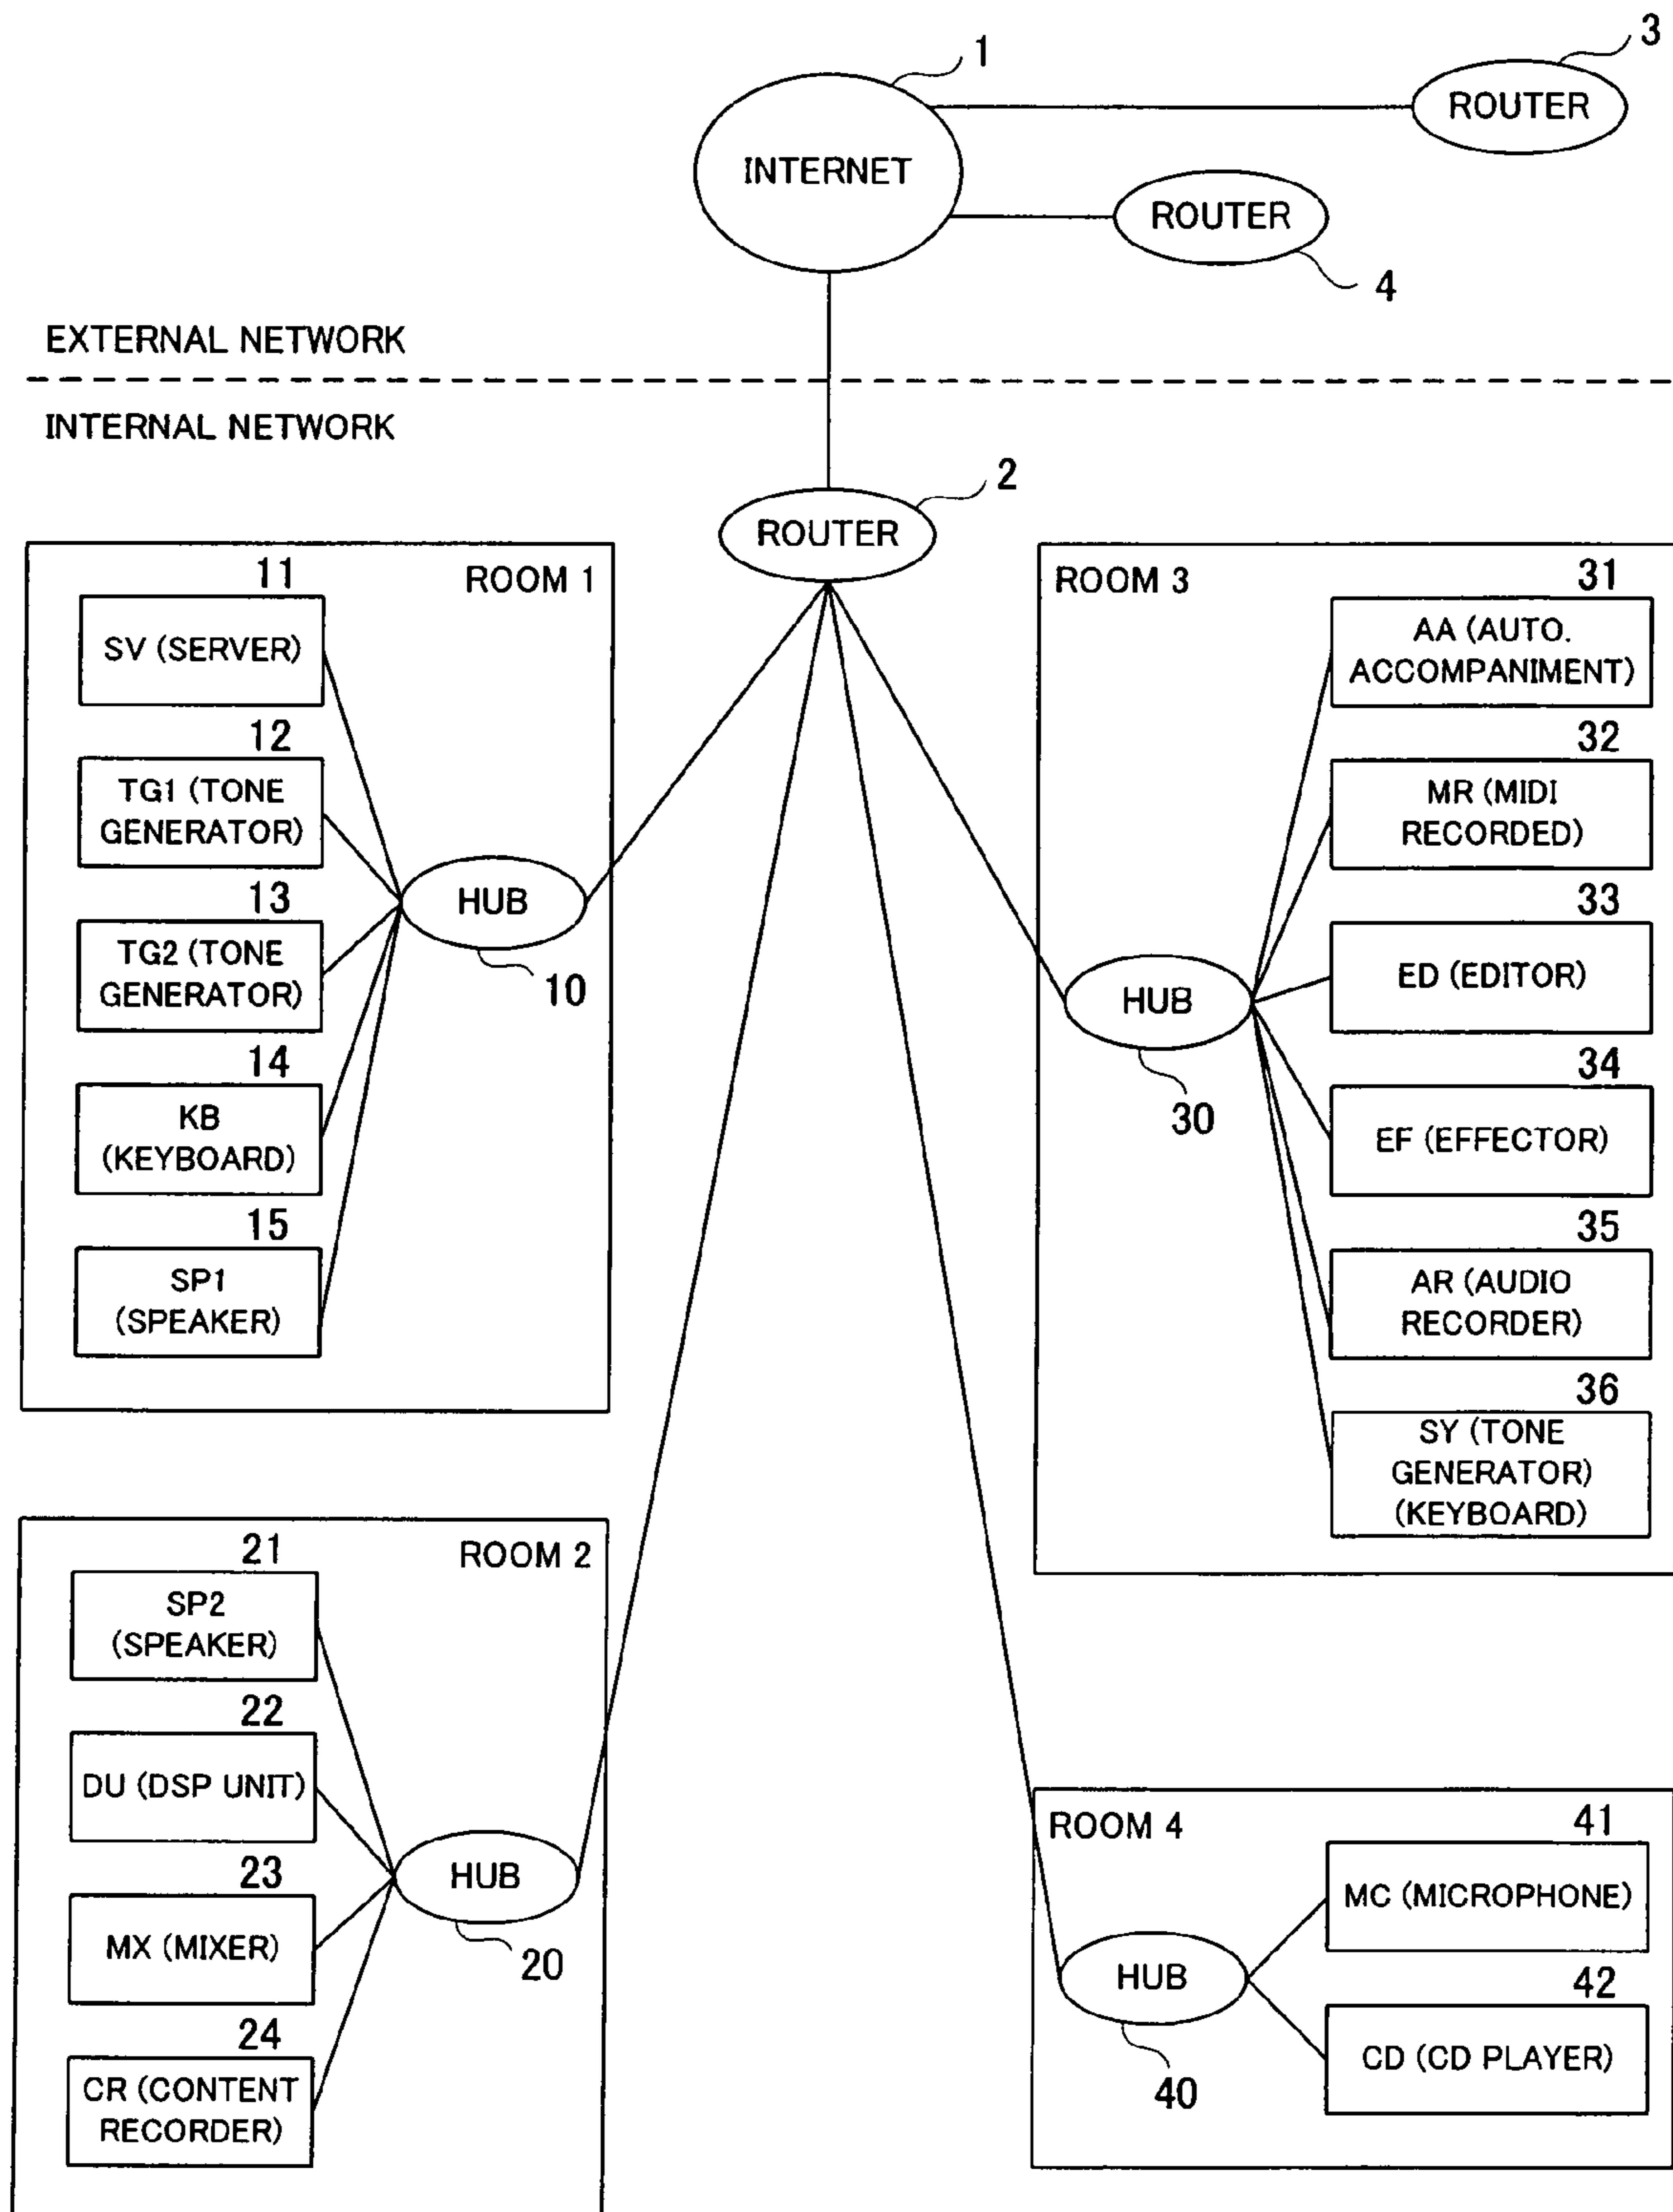 1
3
ROUTER
INTERNET
ROUTER
4
EXTERNAL NETWORK
INTERNAL NETWORK
2
ROUTER
ROOM 1
11
SV (SERVER)
12
TG1 (TONE
GENERATOR)
13
TG2 (TONE
GENERATOR)
HUB
10
14
KB
(KEYBOARD)
15
SP1
(SPEAKER)
ROOM 3
31
AA (AUTO.
ACCOMPANIMENT)
32
MR (MIDI
RECORDED)
33
ED (EDITOR)
HUB
30
34
EF (EFFECTOR)
35
AR (AUDIO
RECORDER)
36
SY (TONE
GENERATOR)
(KEYBOARD)
ROOM 2
21
SP2
(SPEAKER)
22
DU (DSP UNIT)
HUB
20
23
MX (MIXER)
24
CR (CONTENT
RECORDER)
ROOM 4
41
MC (MICROPHONE)
HUB
40
42
CD (CD PLAYER)